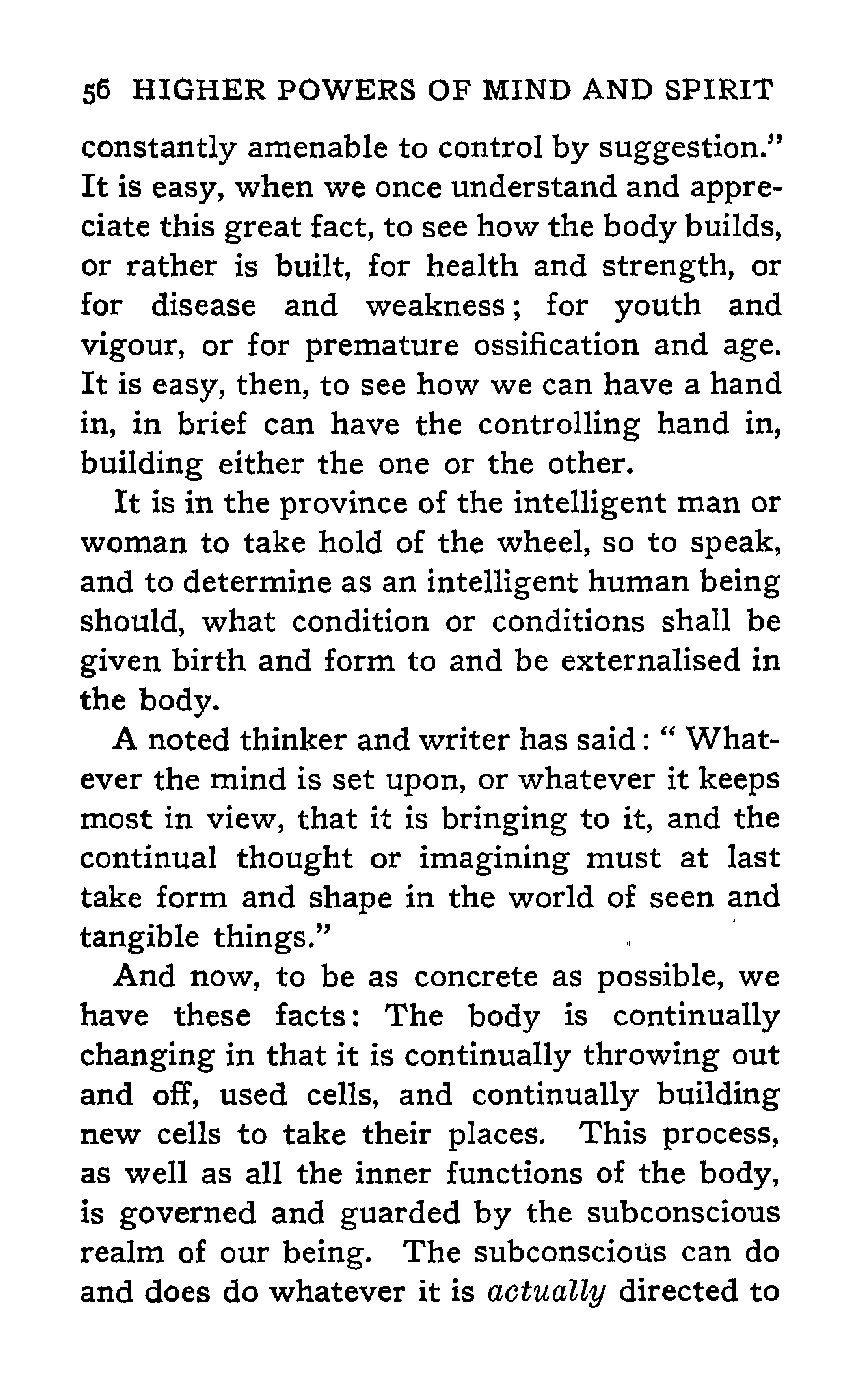 56 HIGHER POWERS OF MIND AND SPIRIT
constantly amenable to control by suggestion."
It is easy, when we once understand and appre-
ciate this great fact, to see how the body builds,
or rather is built, for health and strength, or
for disease and weakness; for youth and
vigour, or for premature ossification and age.
It is easy, then, to see how we can have a hand
in, in brief can have the controlling hand in,
building either the one or the other.
It is in the province of the intelligent man or
woman to take hold of the wheel, so to speak,
and to determine as an intelligent human being
should, what condition or conditions shall be
given birth and form to and be externalised in
the body.
A noted thinker and writer has said: " What-
ever the mind is set upon, or whatever it keeps
most in view, that it is bringing to it, and the
continual thought or imagining must at last
take form and shape in the world of seen and
tangible things."
And now, to be as concrete as possible, we
have these facts: The body is continually
changing in that it is continually throwing out
and off, used cells, and continually building
new cells to take their places. This process,
as well as all the inner functions of the body,
is governed and guarded by the subconscious
realm of our being. The subconscious can do
and does do whatever it is actually directed to